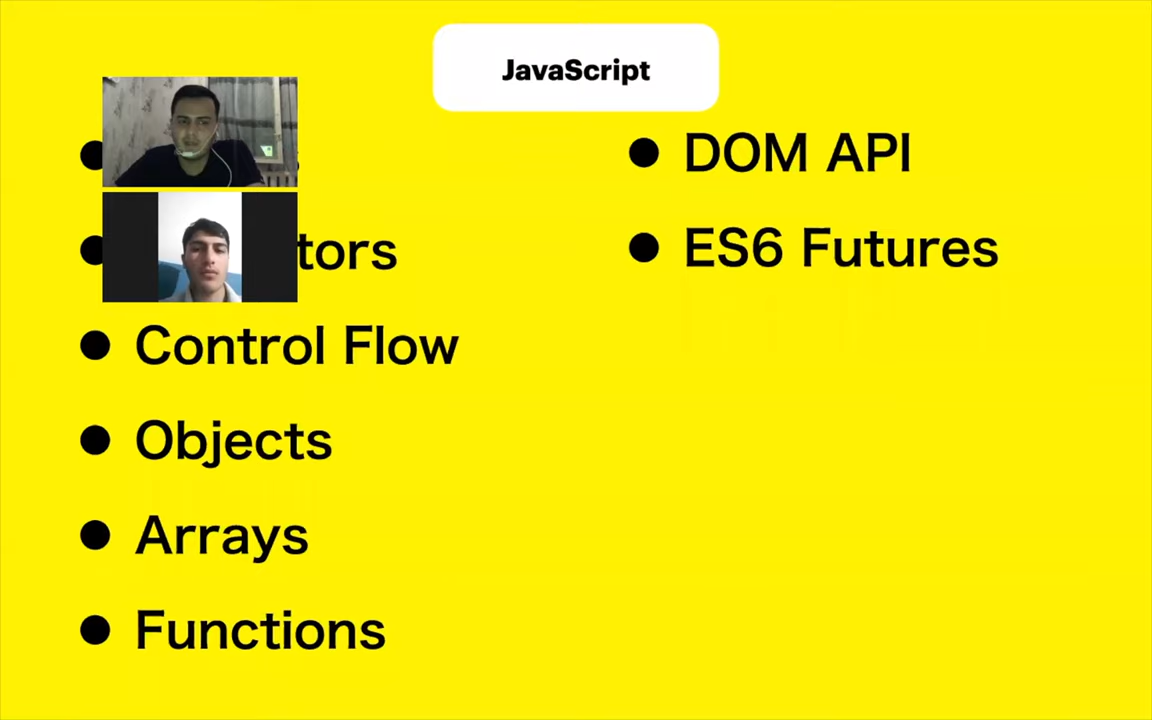 JavaScript
tors
Control Flow
Objects
Arrays
Functions
DOM API
ES6 Futures